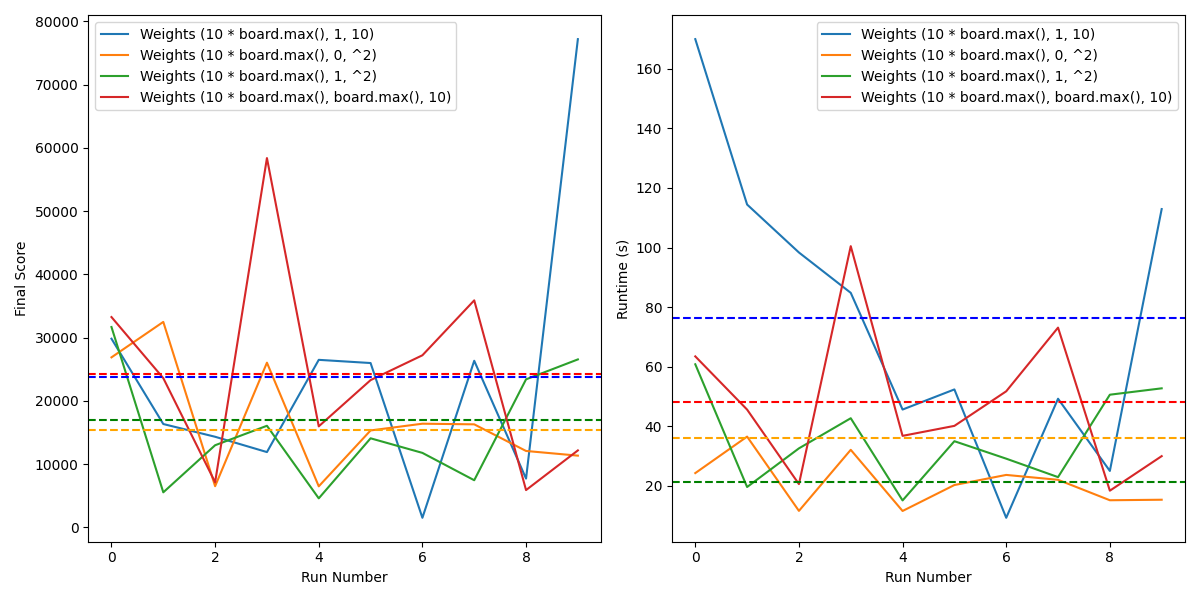 Weights (10 * board.max(), 1, 10)
Weights (10 * board.max(), 0, ^2)
Weights (10 * board.max(), 1, ^2)
Weights (10 * board.max(), board.max(), 10)
80000
70000
60000
50000
40000
30000
20000
10000
0
Final Score
0 2 4 6 8
Run Number
Weights (10 * board.max(), 1, 10)
Weights (10 * board.max(), 0, ^2)
Weights (10 * board.max(), 1, ^2)
Weights (10 * board.max(), board.max(), 10)
160
140
120
100
80
60
40
20
Runtime (s)
0 2 4 6 8
Run Number